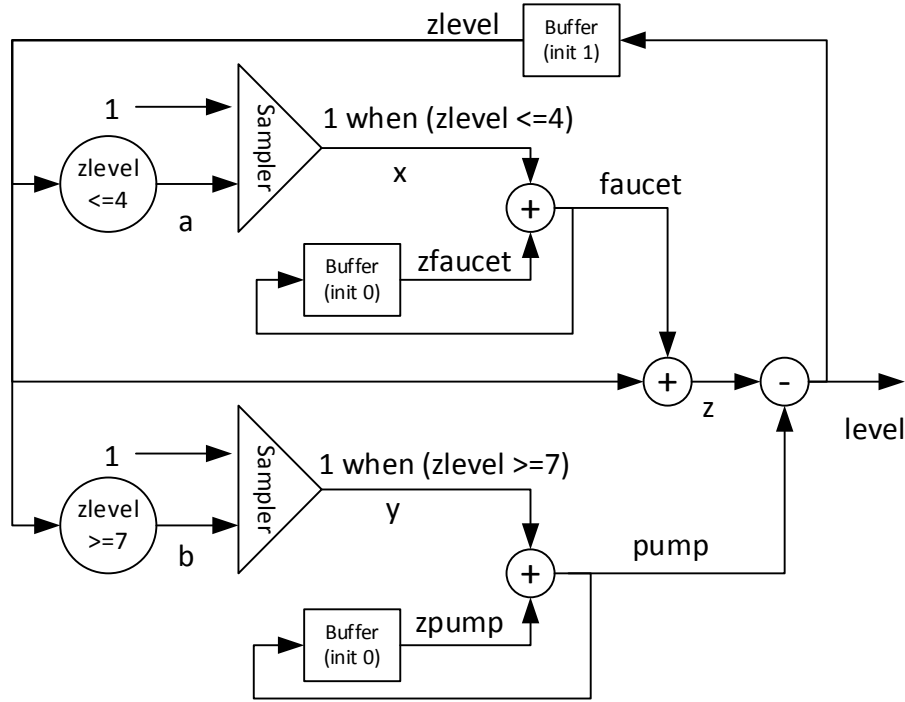 zlevel
Buffer
(init 1)
1
Sampler
1 when (zlevel <=4)
zlevel
<=4
a
x
+
faucet
Buffer
(init 0)
zfaucet
+
z
-
level
1
Sampler
1 when (zlevel >=7)
zlevel
>=7
b
y
+
pump
Buffer
(init 0)
zpump